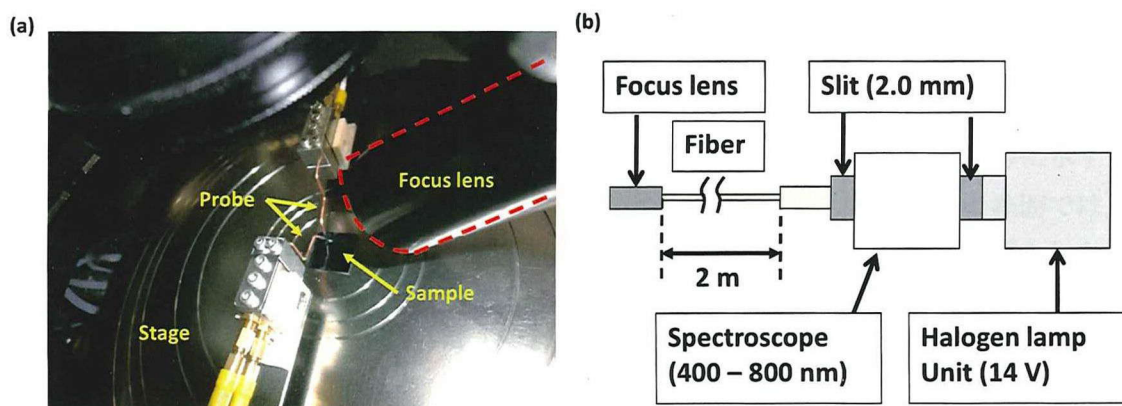 (a)
Focus lens
Probe
Sample
Stage
(b)
Focus lens
Slit (2.0 mm)
Fiber
2 m
Spectroscope
(400 – 800 nm)
Halogen lamp
Unit (14 V)